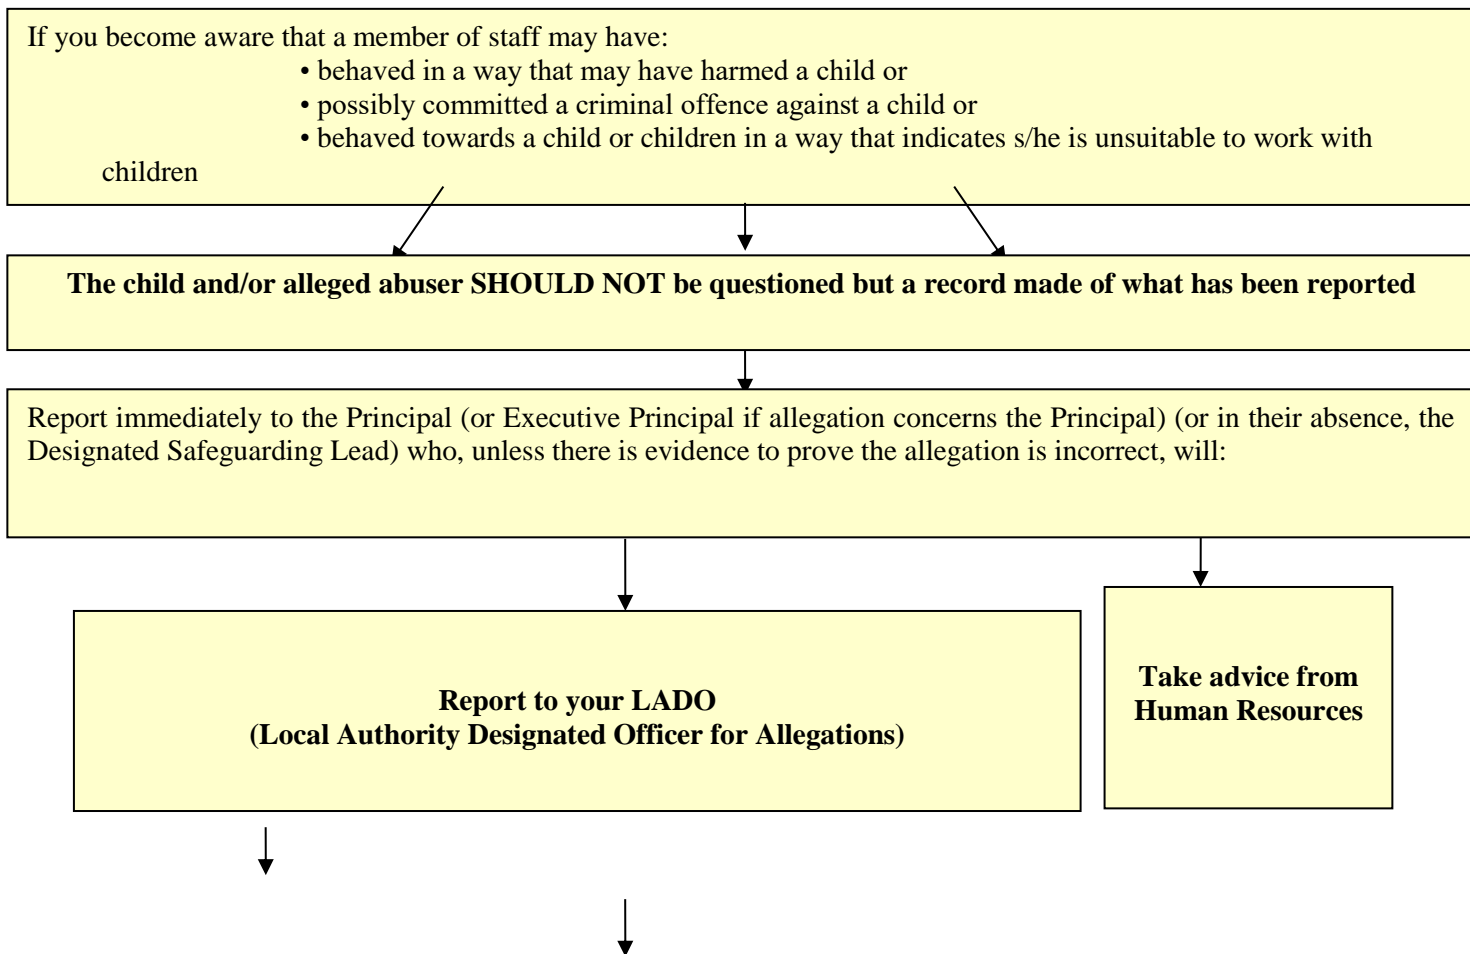 If you become aware that a member of staff may have:
• behaved in a way that may have harmed a child or
• possibly committed a criminal offence against a child or
• behaved towards a child or children in a way that indicates s/he is unsuitable to work with
children
The child and/or alleged abuser SHOULD NOT be questioned but a record made of what has been reported
Report immediately to the Principal (or Executive Principal if allegation concerns the Principal) (or in their absence, the
Designated Safeguarding Lead) who, unless there is evidence to prove the allegation is incorrect, will:
Report to your LADO
(Local Authority Designated Officer for Allegations)
Take advice from
Human Resources